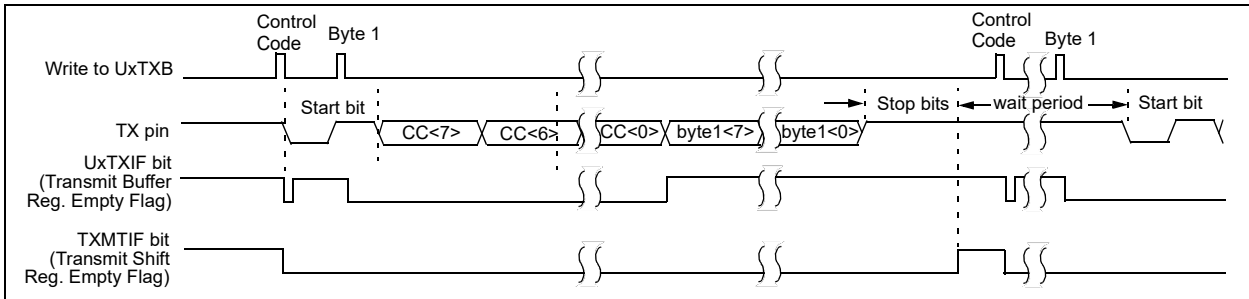 Control
Code
Byte 1
Control
Code
Byte 1
Write to UxTXB
Start bit
Stop bits
wait period
Start bit
TX pin
CC<7>
CC<6>
CC<0>
byte1<7>
byte1<0>
UxTXIF bit
(Transmit Buffer
Reg. Empty Flag)
TXMTIF bit
(Transmit Shift
Reg. Empty Flag)